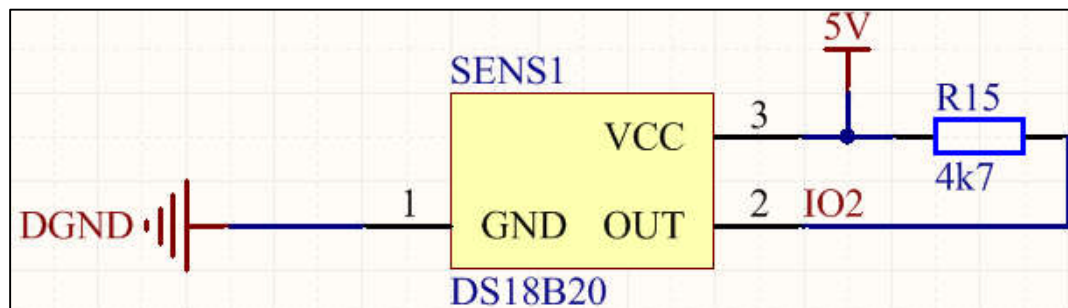 5V
SENS1
R15
VCC
3
4k7
1
2
IO2
DGND
GND
OUT
DS18B20